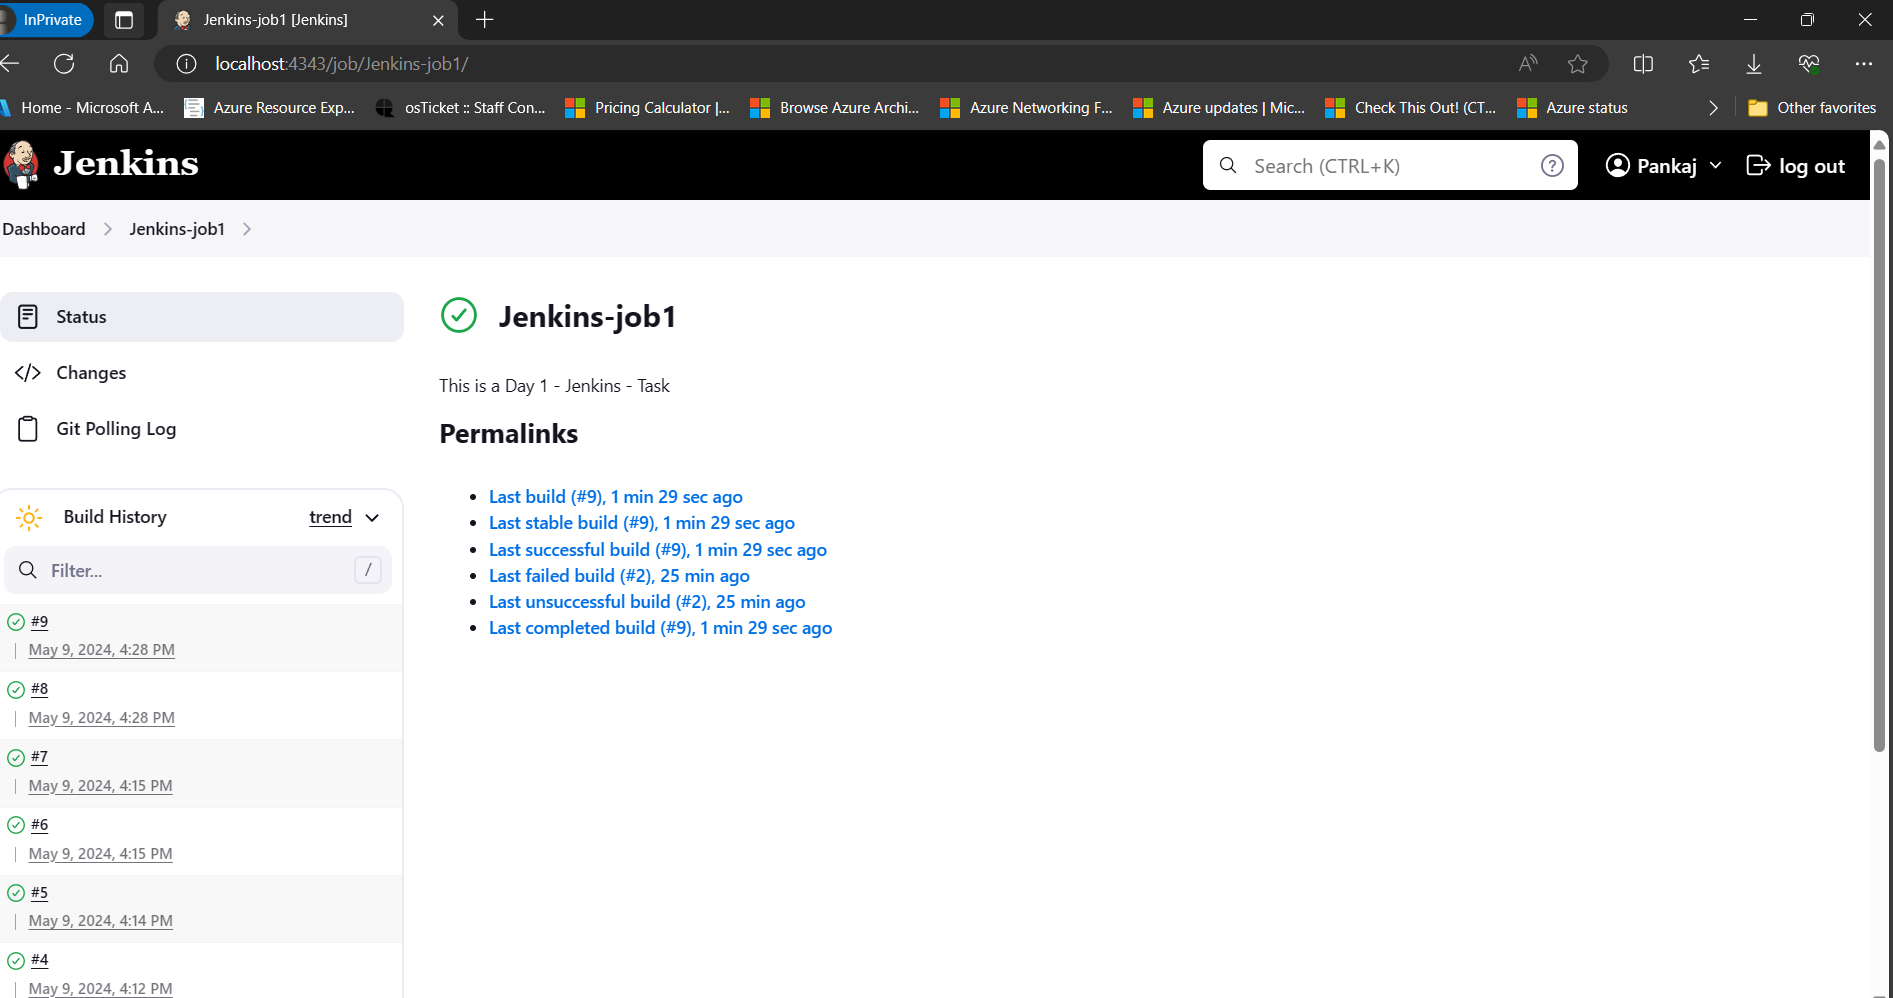 InPrivate
Jenkins-job1 [Jenkins]
localhost:4343/job/Jenkins-job1/
Home - Microsoft A...
Azure Resource Exp...
osTicket :: Staff Con...
Pricing Calculator |...
Browse Azure Archi...
Azure Networking F...
Azure updates | Mic...
Check This Out! (CT...
Azure status
Other favorites
Jenkins
Search (CTRL+K)
Pankaj
log out
Dashboard
Jenkins-job1
Status
Changes
Git Polling Log
Build History
trend
Filter...
/
#9
May 9, 2024, 4:28 PM
#8
May 9, 2024, 4:28 PM
#7
May 9, 2024, 4:15 PM
#6
May 9, 2024, 4:15 PM
#5
May 9, 2024, 4:14 PM
#4
May 9, 2024, 4:12 PM
Jenkins-job1
This is a Day 1 - Jenkins - Task
Permalinks
Last build (#9), 1 min 29 sec ago
Last stable build (#9), 1 min 29 sec ago
Last successful build (#9), 1 min 29 sec ago
Last failed build (#2), 25 min ago
Last unsuccessful build (#2), 25 min ago
Last completed build (#9), 1 min 29 sec ago